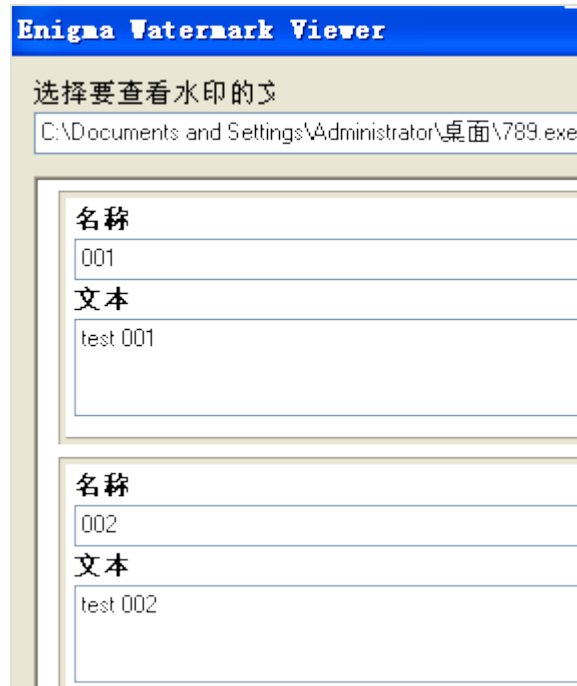 Enigma Watermark Viewer
选择要查看水印的文
C:\Documents and Settings\Administrator\桌面\789.exe
名称
001
文本
test 001
名称
002
文本
test 002